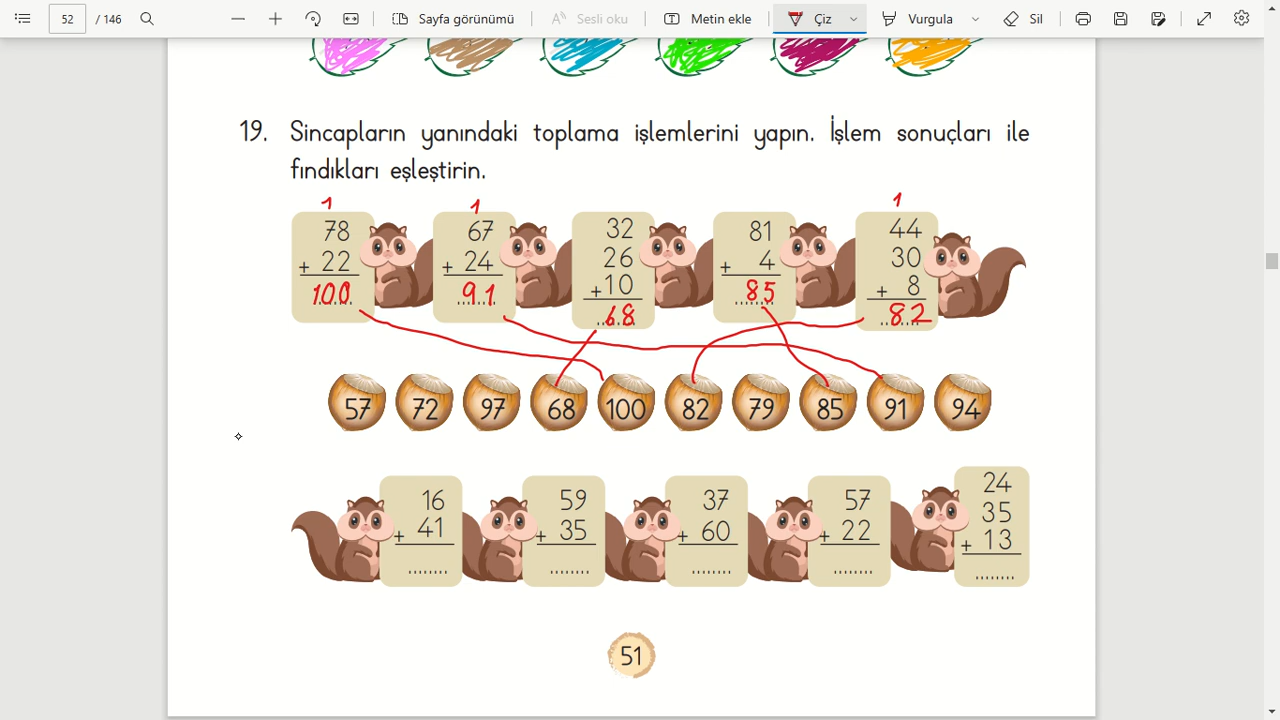 52 / 146 Sayfa görünümü Sesli oku Metin ekle Çiz Vurgula Sil
19. Sincapların yanındaki toplama işlemlerini yapın. İşlem sonuçları ile
fındıkları eşleştirin.
1 1 1
78 67 32 81 44
+ 22 + 24 26 + 4 30
+10 + 8
100 91 68 85 82
57 72 97 68 100 82 79 85 91 94
16 59 37 57 24
+ 41 + 35 + 60 + 22 35
+ 13
........ ........ ........ ........ ........
51